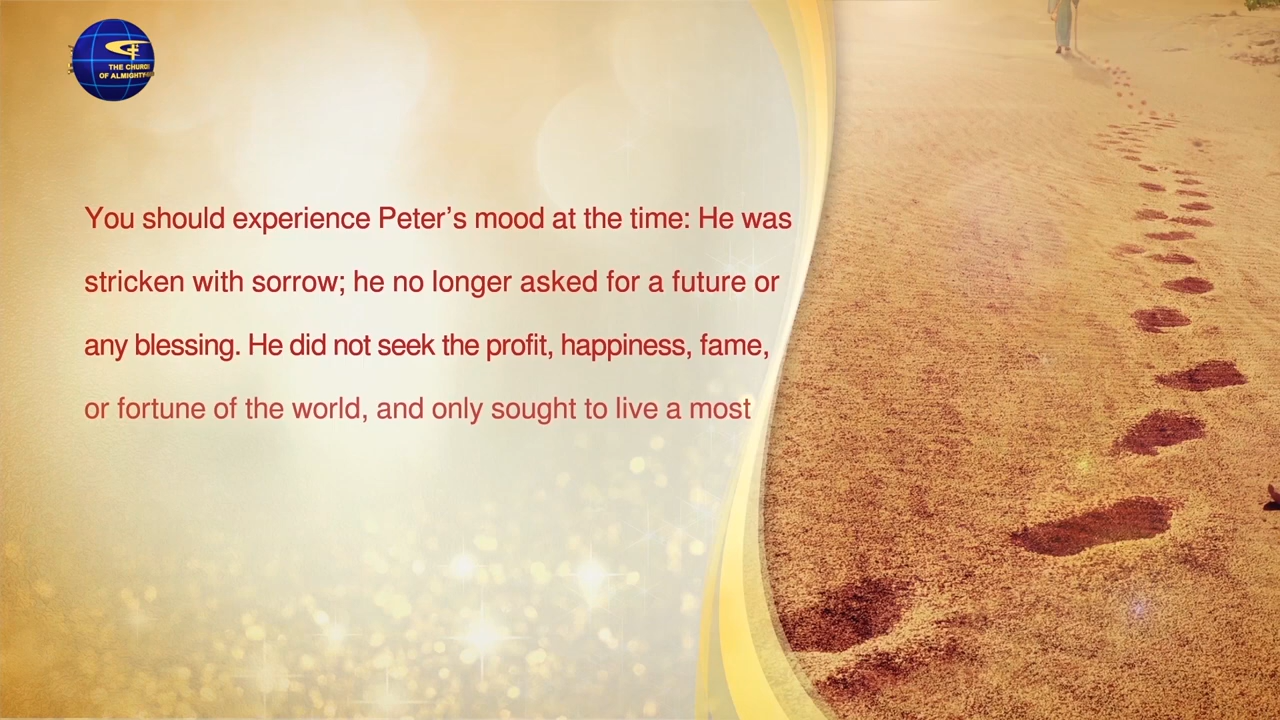 THE CHURCH
OF ALMIGHTY
You should experience Peter’s mood at the time: He was
stricken with sorrow; he no longer asked for a future or
any blessing. He did not seek the profit, happiness, fame,
or fortune of the world, and only sought to live a most